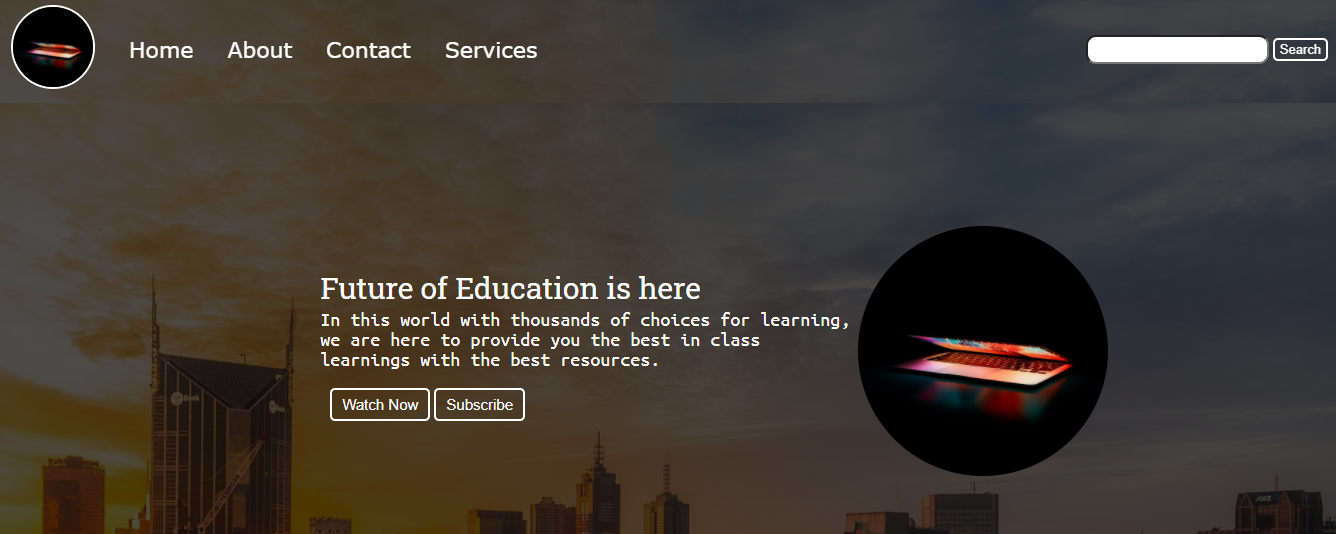 Home About Contact Services Search
Future of Education is here
In this world with thousands of choices for learning,
we are here to provide you the best in class
learnings with the best resources.
Watch Now Subscribe
ANZ